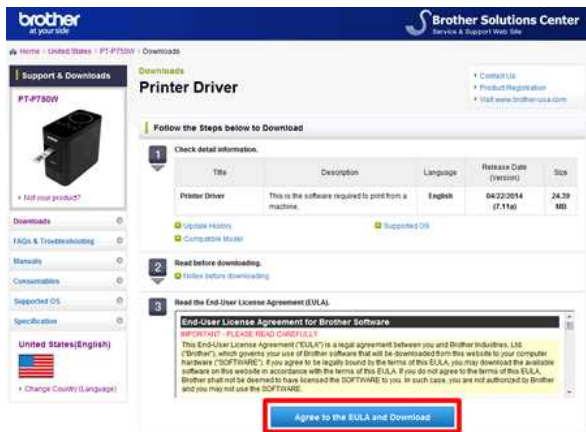 brother
at your side
Brother Solutions Center
Service & Support Web Site
Home > United States > PT-P750W > Downloads
Support & Downloads
PT-P750W
Not your product?
Downloads
FAQs & Troubleshooting
Manuals
Consumables
Supported OS
Specification
United States(English)
Change Country (Language)
Downloads
Printer Driver
Contact Us
Product Registration
Visit www.brother-usa.com
Follow the Steps below to Download
1
Check detail information.
Title Description Language Release Date (Version) Size
Printer Driver This is the software required to print from a machine. English 04/22/2014 (7.11a) 24.39 MB
Update History Supported OS
Compatible Model
2
Read before downloading.
Notes before downloading
3
Read the End-User License Agreement (EULA).
End-User License Agreement for Brother Software
IMPORTANT - PLEASE READ CAREFULLY
This End-User License Agreement ("EULA") is a legal agreement between you and Brother Industries, Ltd.
("Brother"), which governs your use of Brother software that will be downloaded from this website to your computer
hardware ("SOFTWARE"). If you agree to be legally bound by the terms of this EULA, you may download the available
software on this website in accordance with the terms of this EULA. If you do not agree to the terms of this EULA,
Brother shall not be deemed to have licensed the SOFTWARE to you. In such case, you are not authorized by Brother
and you may not use the SOFTWARE.
Agree to the EULA and Download